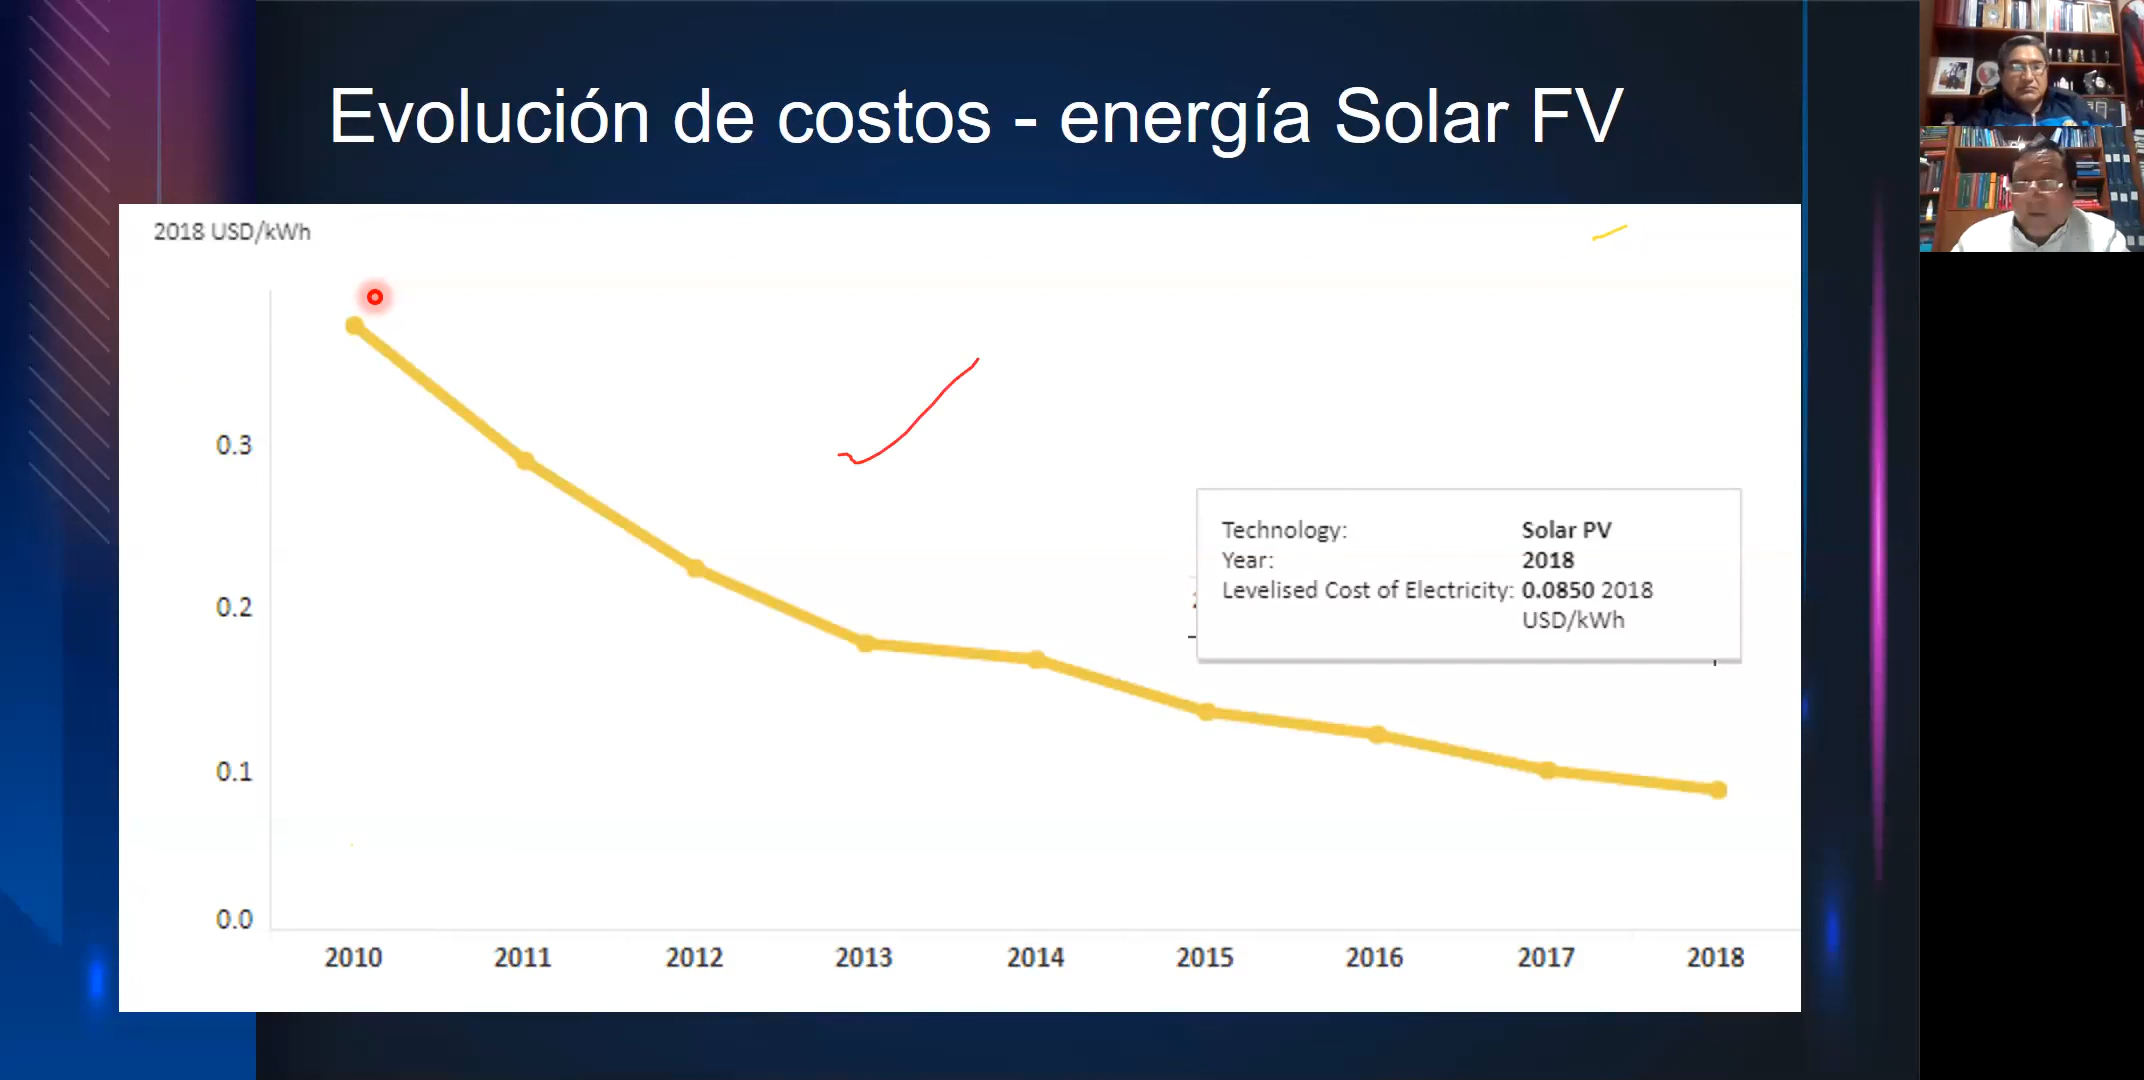 Evolución de costos - energía Solar FV
2018 USD/kWh
0.3
0.2
0.1
0.0
Technology: Solar PV
Year: 2018
Levelised Cost of Electricity: 0.0850 2018
USD/kWh
2010 2011 2012 2013 2014 2015 2016 2017 2018